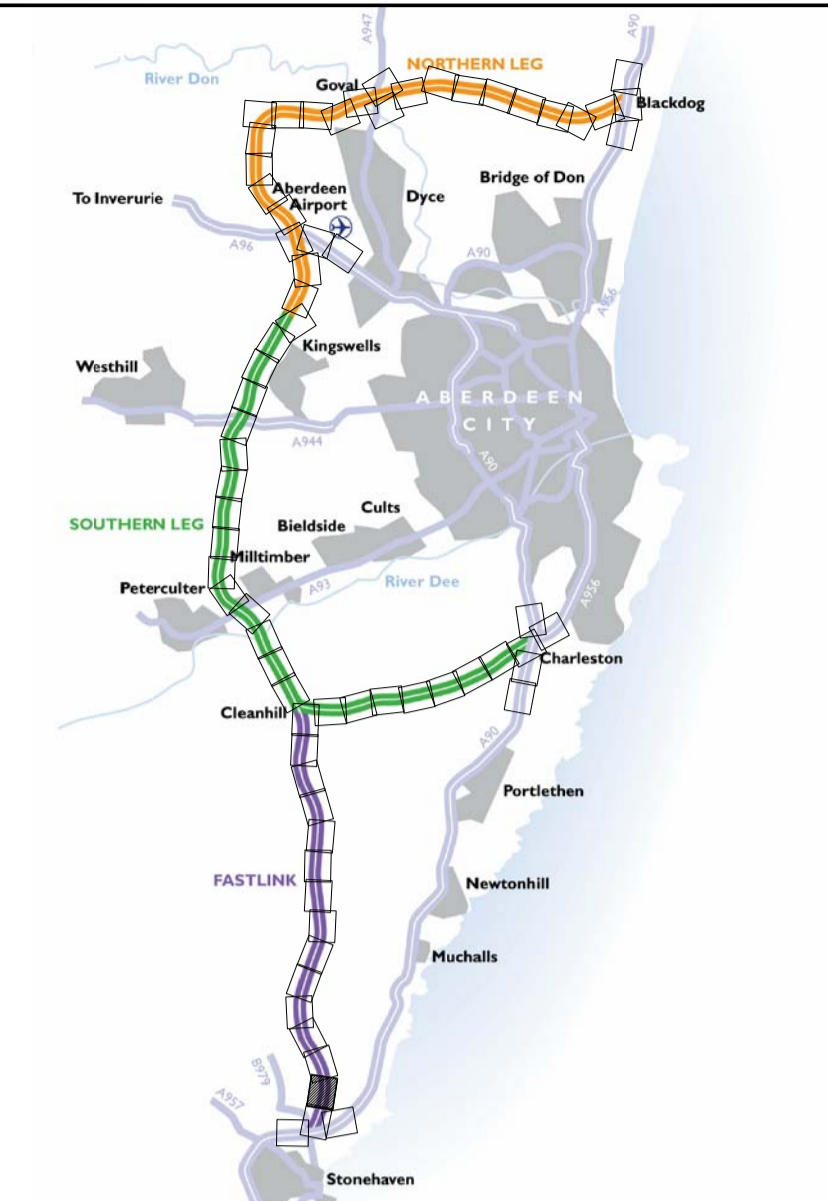 A947
A90
NORTHERN LEG
River Don
Goval
Blackdog
Aberdeen
Airport
Dyce
Bridge of Don
To Inverurie
A96
A90
A956
Kingswells
Westhill
ABERDEEN
CITY
A944
A90
Cults
SOUTHERN LEG
Bieldside
Milltimber
Peterculter
A93
River Dee
A956
Charleston
Cleanhill
A90
Portlethen
FASTLINK
Newtonhill
Muchalls
B979
A957
Stonehaven